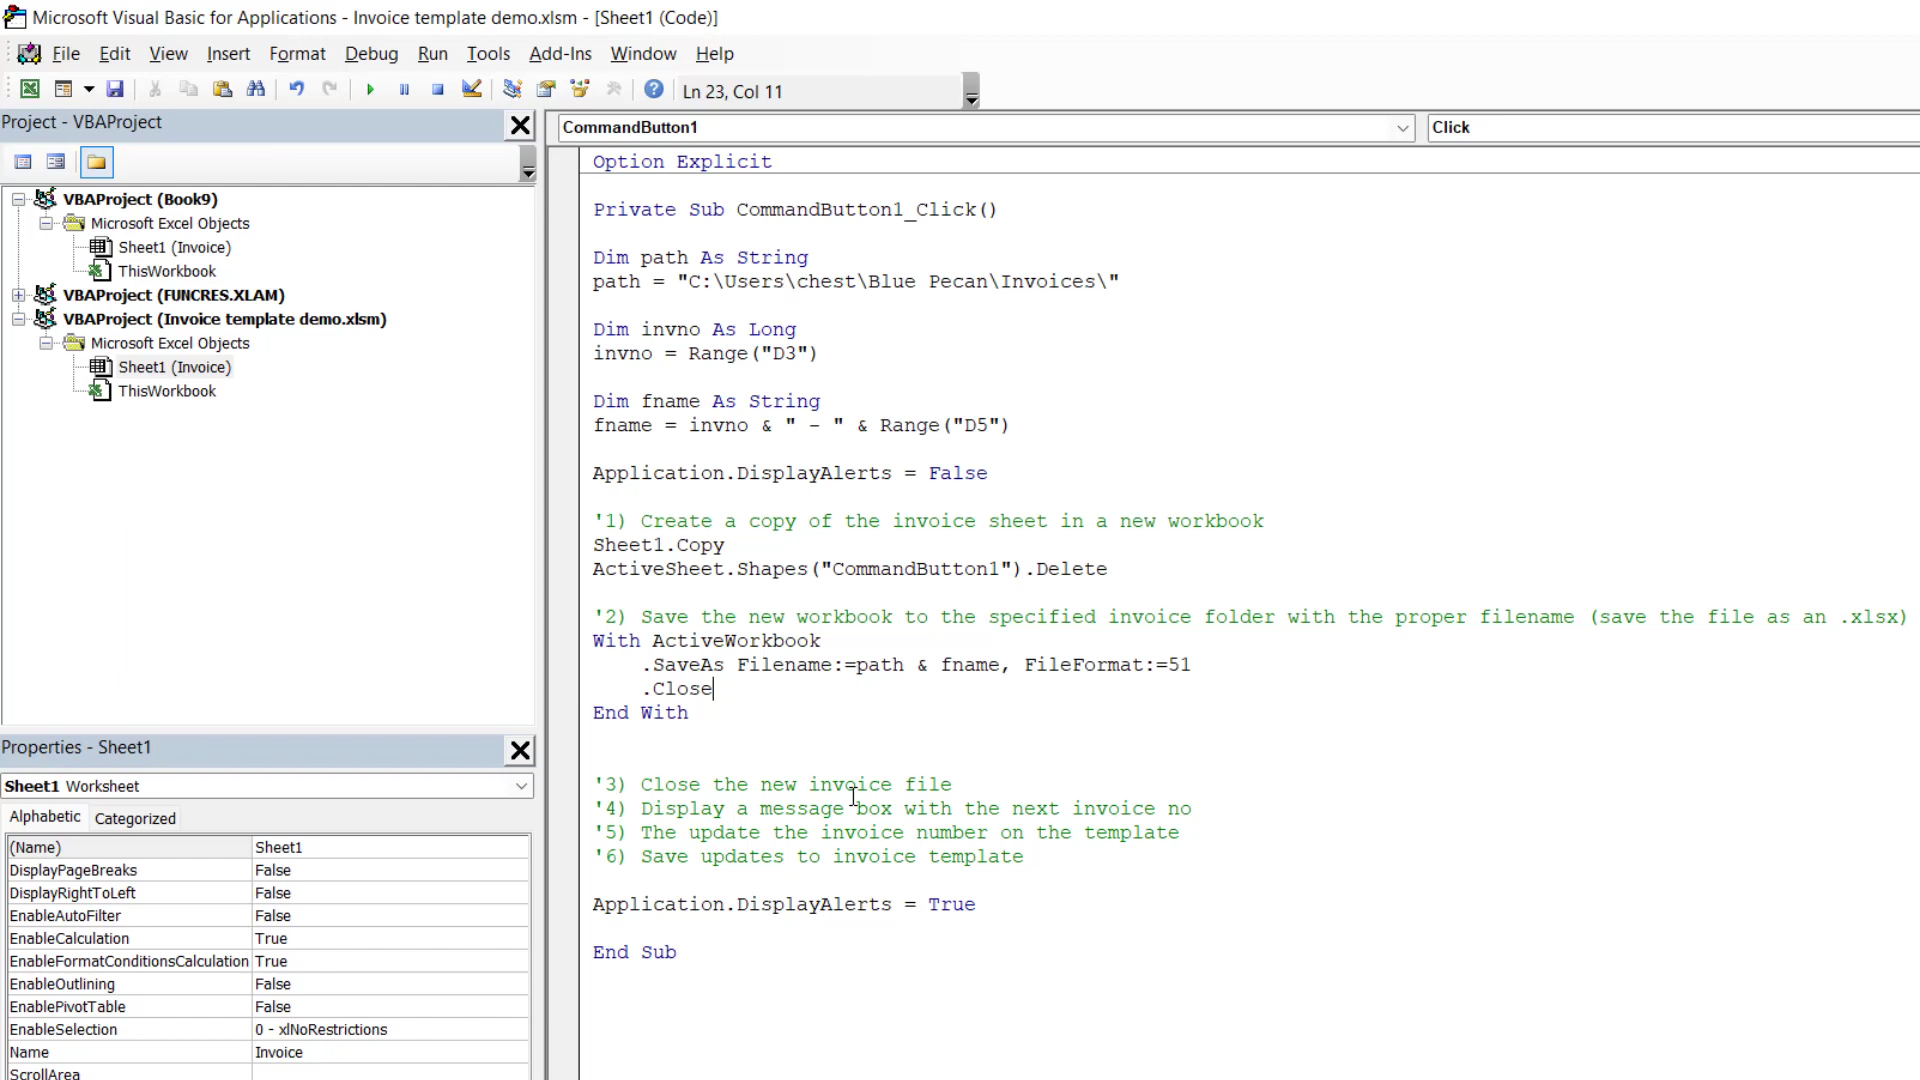 Microsoft Visual Basic for Applications - Invoice template demo.xlsm - [Sheet1 (Code)]
File Edit View Insert Format Debug Run Tools Add-Ins Window Help
Ln 23, Col 11
Project - VBAProject
VBAProject (Book9)
Microsoft Excel Objects
Sheet1 (Invoice)
ThisWorkbook
VBAProject (FUNCRES.XLAM)
VBAProject (Invoice template demo.xlsm)
Microsoft Excel Objects
Sheet1 (Invoice)
ThisWorkbook
Properties - Sheet1
Sheet1 Worksheet
Alphabetic Categorized
(Name) Sheet1
DisplayPageBreaks False
DisplayRightToLeft False
EnableAutoFilter False
EnableCalculation True
EnableFormatConditionsCalculation True
EnableOutlining False
EnablePivotTable False
EnableSelection 0 - xlNoRestrictions
Name Invoice
ScrollArea
CommandButton1 Click
Option Explicit
Private Sub CommandButton1_Click()
Dim path As String
path = "C:\Users\chest\Blue Pecan\Invoices\"
Dim invno As Long
invno = Range("D3")
Dim fname As String
fname = invno & " - " & Range("D5")
Application.DisplayAlerts = False
'1) Create a copy of the invoice sheet in a new workbook
Sheet1.Copy
ActiveSheet.Shapes("CommandButton1").Delete
'2) Save the new workbook to the specified invoice folder with the proper filename (save the file as an .xlsx)
With ActiveWorkbook
.SaveAs Filename:=path & fname, FileFormat:=51
.Close
End With
'3) Close the new invoice file
'4) Display a message box with the next invoice no
'5) The update the invoice number on the template
'6) Save updates to invoice template
Application.DisplayAlerts = True
End Sub